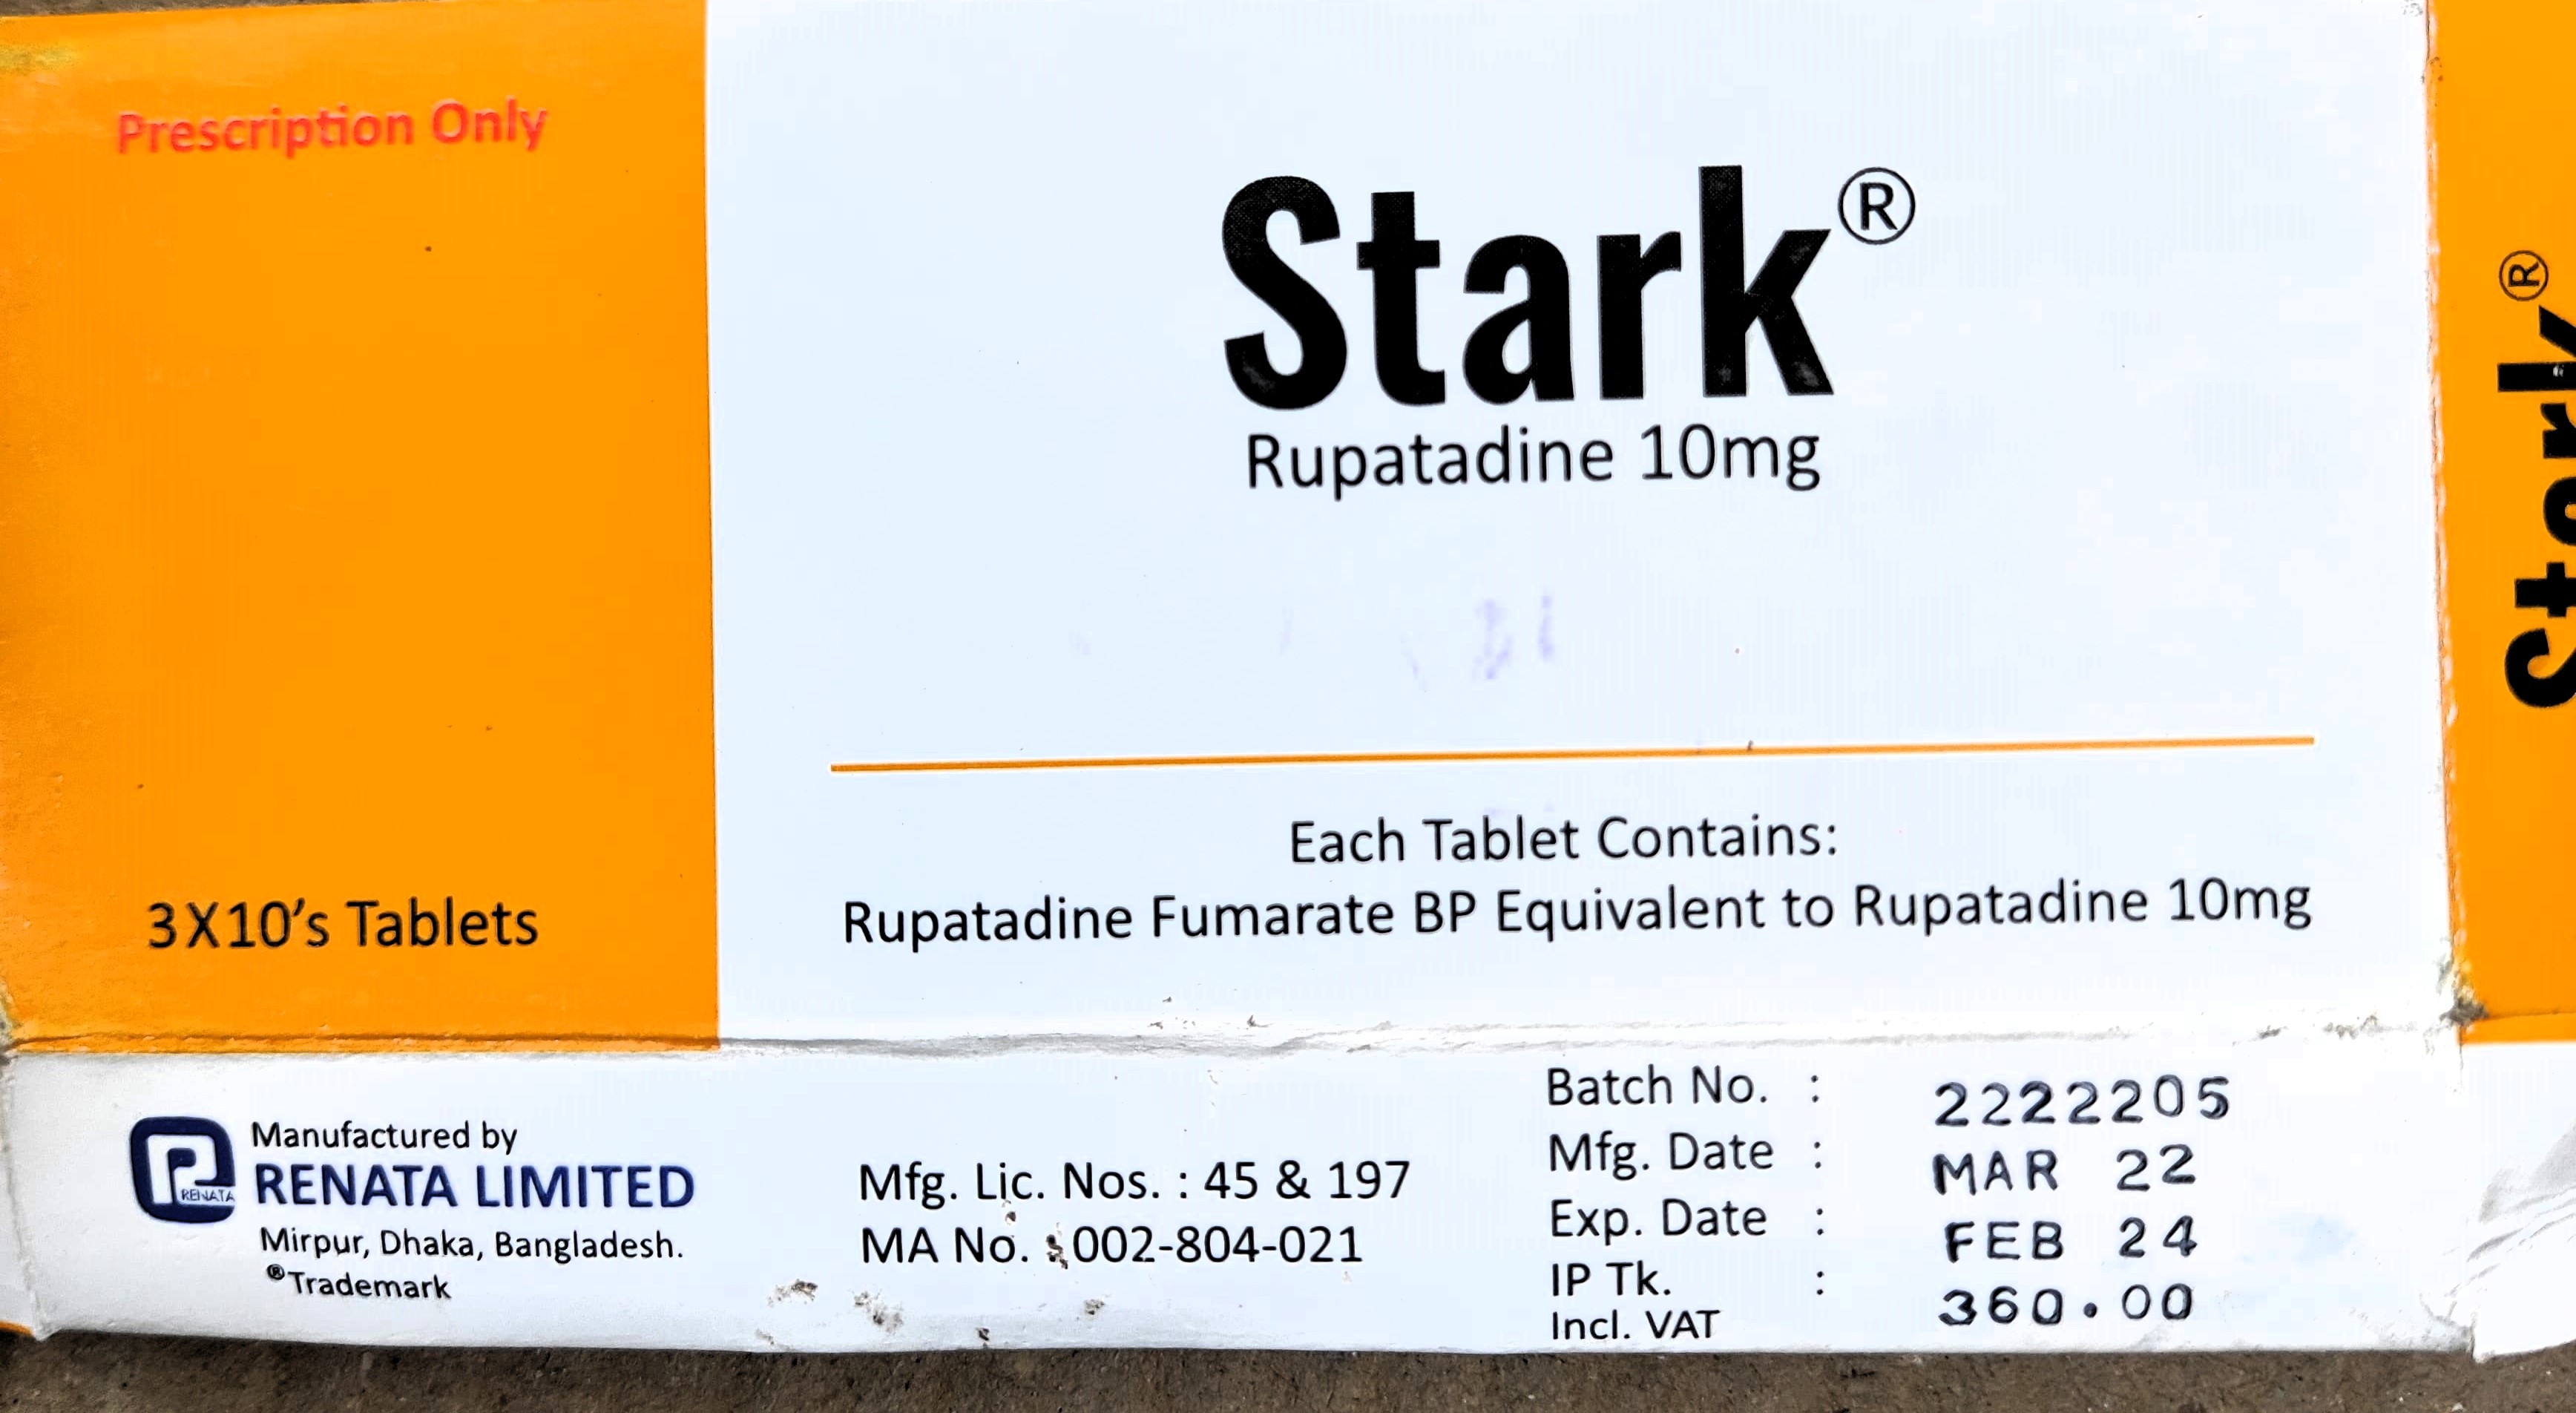 Prescription Only
Stark®
Rupatadine 10mg
Each Tablet Contains:
Rupatadine Fumarate BP Equivalent to Rupatadine 10mg
3X10's Tablets
Stark®
RENATA
Manufactured by
RENATA LIMITED
Mirpur, Dhaka, Bangladesh.
®Trademark
Mfg. Lic. Nos. : 45 & 197
MA No. : 002-804-021
Batch No. : 2222205
Mfg. Date : MAR 22
Exp. Date : FEB 24
IP Tk. : 360.00
Incl. VAT